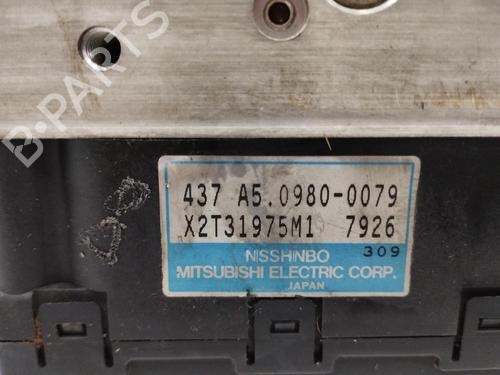 B-PARTS
437 A5.0980-0079
X2T31975M1 7926
309
NISSHINBO
MITSUBISHI ELECTRIC CORP.
JAPAN